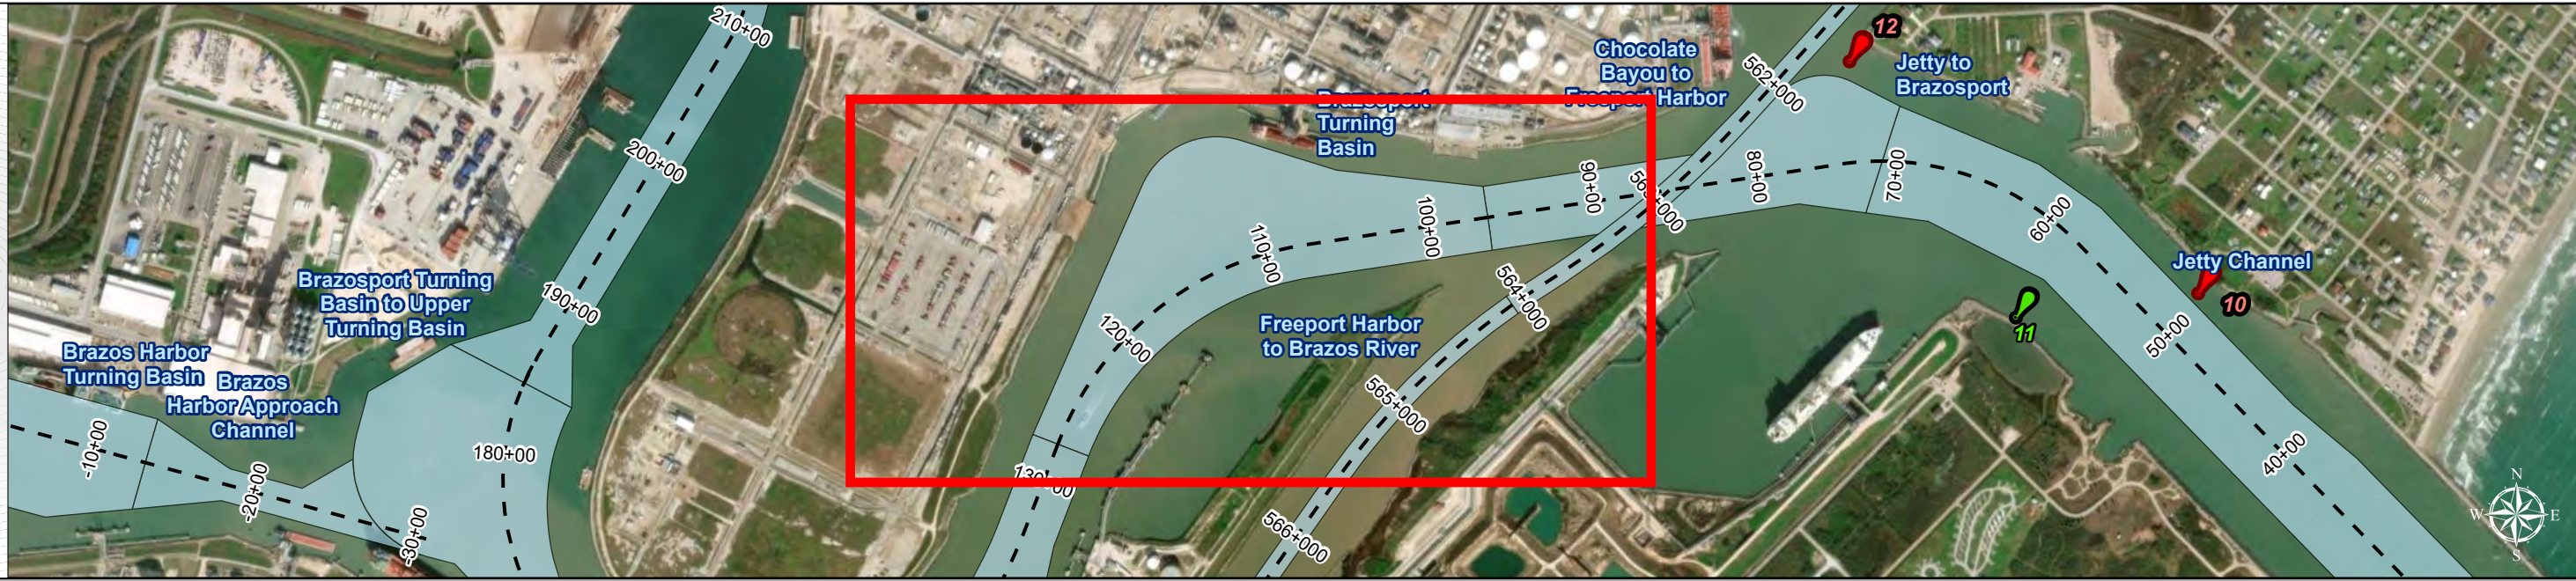 210+00
200+00
190+00
180+00
Brazosport Turning
Basin to Upper
Turning Basin
Brazos Harbor
Turning Basin
Brazos
Harbor Approach
Channel
-10+00
-20+00
-30+00
Brazosport
Turning
Basin
Chocolate
Bayou to
Freeport Harbor
562+000
12
Jetty to
Brazosport
90+00
80+00
70+00
60+00
100+00
110+00
120+00
130+00
564+000
565+000
566+000
Freeport Harbor
to Brazos River
Jetty Channel
10
11
50+00
40+00
N
W
E
S